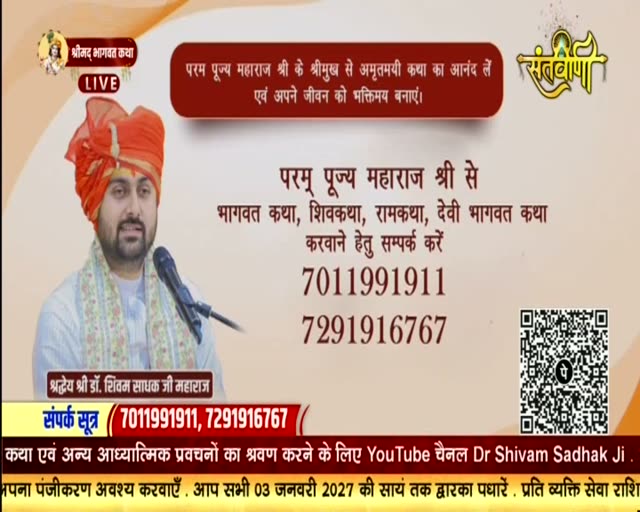 श्रीमद भागवत कथा
LIVE
परम पूज्य महाराज श्री के श्रीमुख से अमृतमयी कथा का आनंद लें
एवं अपने जीवन को भक्तिमय बनाएं।
संतवाणी
परम् पूज्य महाराज श्री से
भागवत कथा, शिवकथा, रामकथा, देवी भागवत कथा
करवाने हेतु सम्पर्क करें
7011991911
7291916767
श्रद्धेय श्री डॉ. शिवम साधक जी महाराज
संपर्क सूत्र
7011991911, 7291916767
कथा एवं अन्य आध्यात्मिक प्रवचनों का श्रवण करने के लिए YouTube चैनल Dr Shivam Sadhak Ji .
अपना पंजीकरण अवश्य करवाएँ . आप सभी 03 जनवरी 2027 की सायं तक द्वारका पधारें . प्रति व्यक्ति सेवा राशि